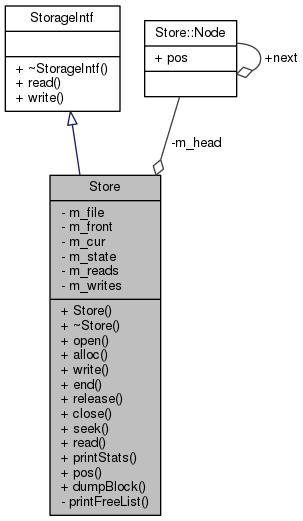 StorageIntf
+ ~StorageIntf()
+ read()
+ write()
Store::Node
+ pos
+next
-m_head
Store
- m_file
- m_front
- m_cur
- m_state
- m_reads
- m_writes
+ Store()
+ ~Store()
+ open()
+ alloc()
+ write()
+ end()
+ release()
+ close()
+ seek()
+ read()
+ printStats()
+ pos()
+ dumpBlock()
- printFreeList()